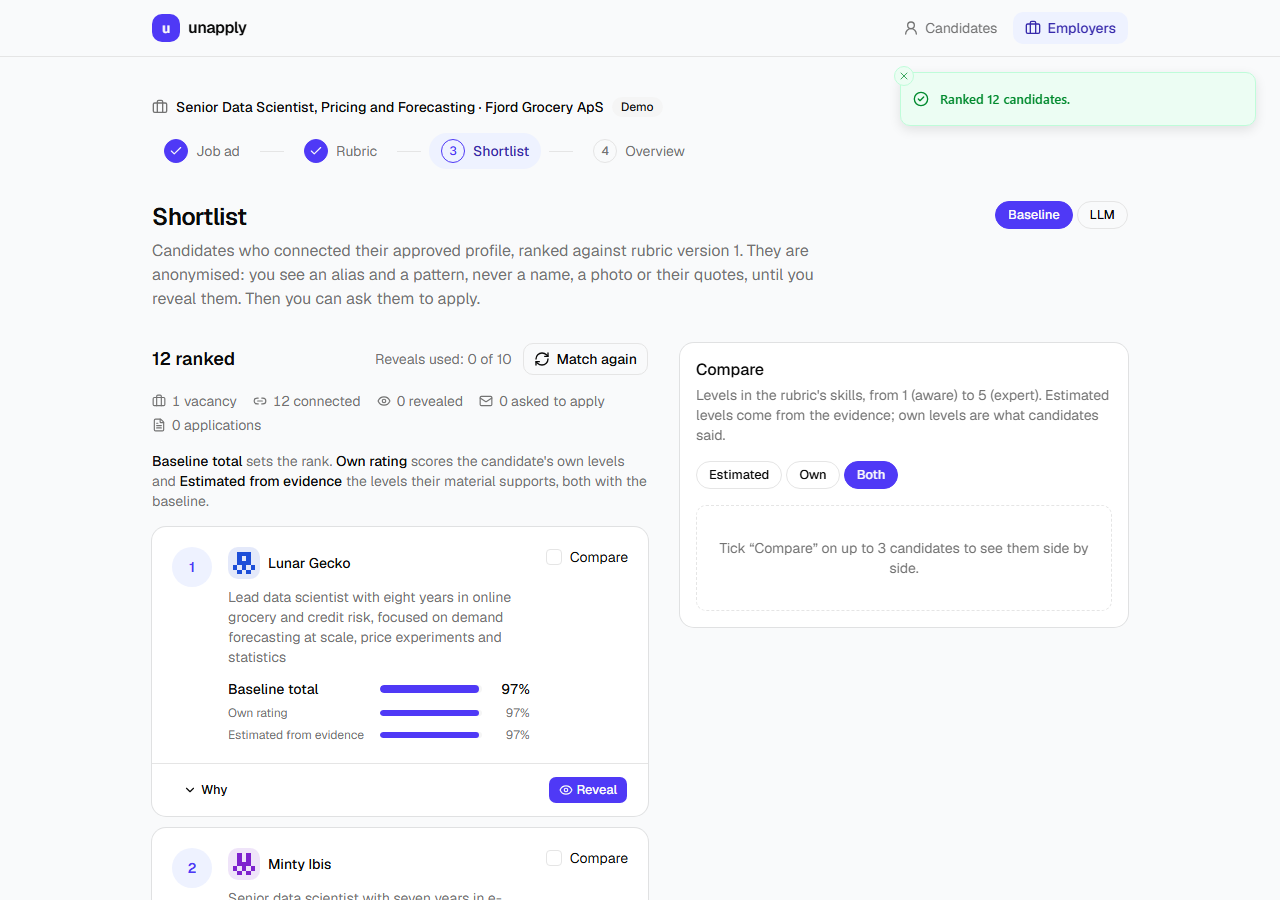 u unapply
Candidates
Employers
Ranked 12 candidates.
Senior Data Scientist, Pricing and Forecasting · Fjord Grocery ApS Demo
Job ad
Rubric
3 Shortlist
4 Overview
Shortlist
Baseline
LLM
Candidates who connected their approved profile, ranked against rubric version 1. They are
anonymised: you see an alias and a pattern, never a name, a photo or their quotes, until you
reveal them. Then you can ask them to apply.
12 ranked
Reveals used: 0 of 10
Match again
1 vacancy
12 connected
0 revealed
0 asked to apply
0 applications
Baseline total sets the rank. Own rating scores the candidate's own levels
and Estimated from evidence the levels their material supports, both with the
baseline.
1
Lunar Gecko
Compare
Lead data scientist with eight years in online
grocery and credit risk, focused on demand
forecasting at scale, price experiments and
statistics
Baseline total 97%
Own rating 97%
Estimated from evidence 97%
Why
Reveal
2
Minty Ibis
Compare
Senior data scientist with seven years in e-
Compare
Levels in the rubric's skills, from 1 (aware) to 5 (expert). Estimated
levels come from the evidence; own levels are what candidates
said.
Estimated
Own
Both
Tick “Compare” on up to 3 candidates to see them side by
side.